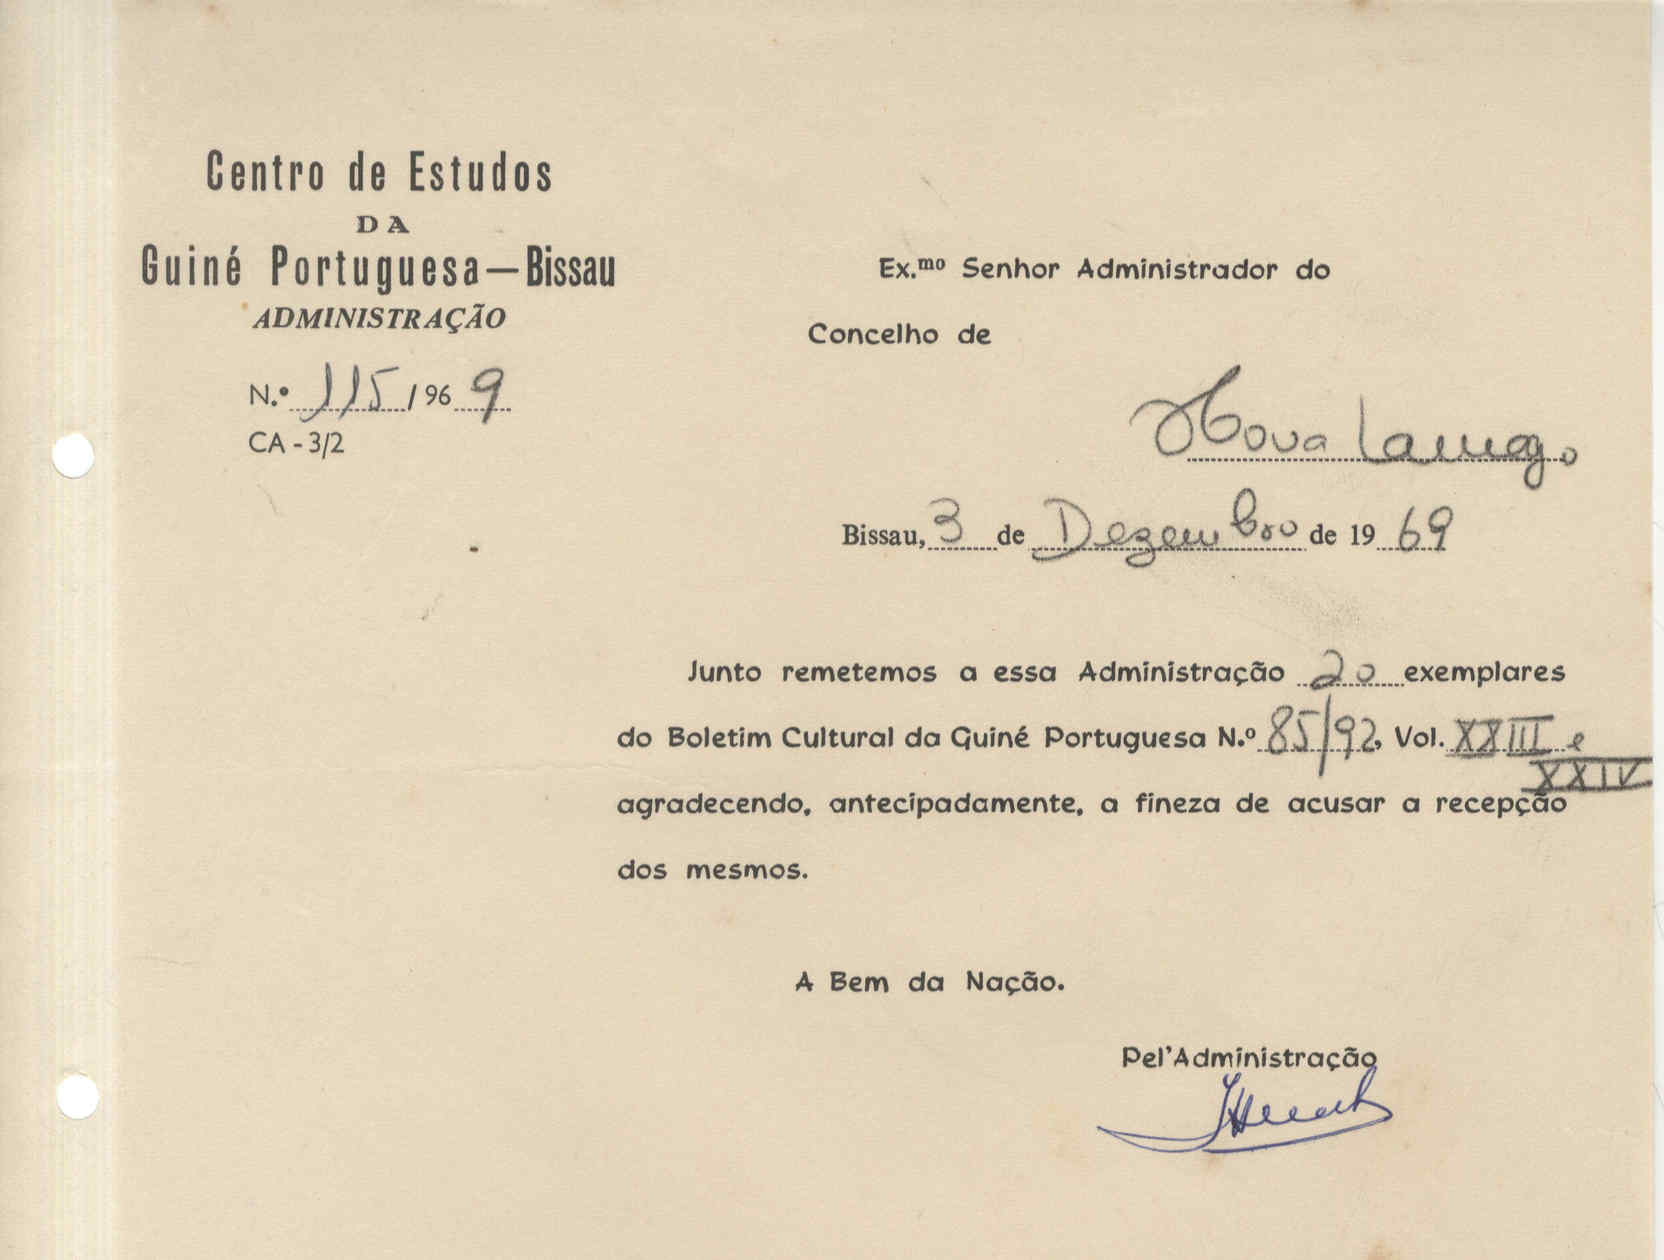 Centro de Estudos
DA
Guiné Portuguesa—Bissau
ADMINISTRAÇÃO
N.º 115/969
CA - 3/2
Ex.mo Senhor Administrador do
Concelho de
Nova Lamego
Bissau, 3 de Dezembro de 1969
Junto remetemos a essa Administração 20 exemplares
do Boletim Cultural da Guiné Portuguesa N.º 85/92, Vol. XXIII e
XXIV
agradecendo, antecipadamente, a fineza de acusar a recepção
dos mesmos.
A Bem da Nação.
Pel'Administração